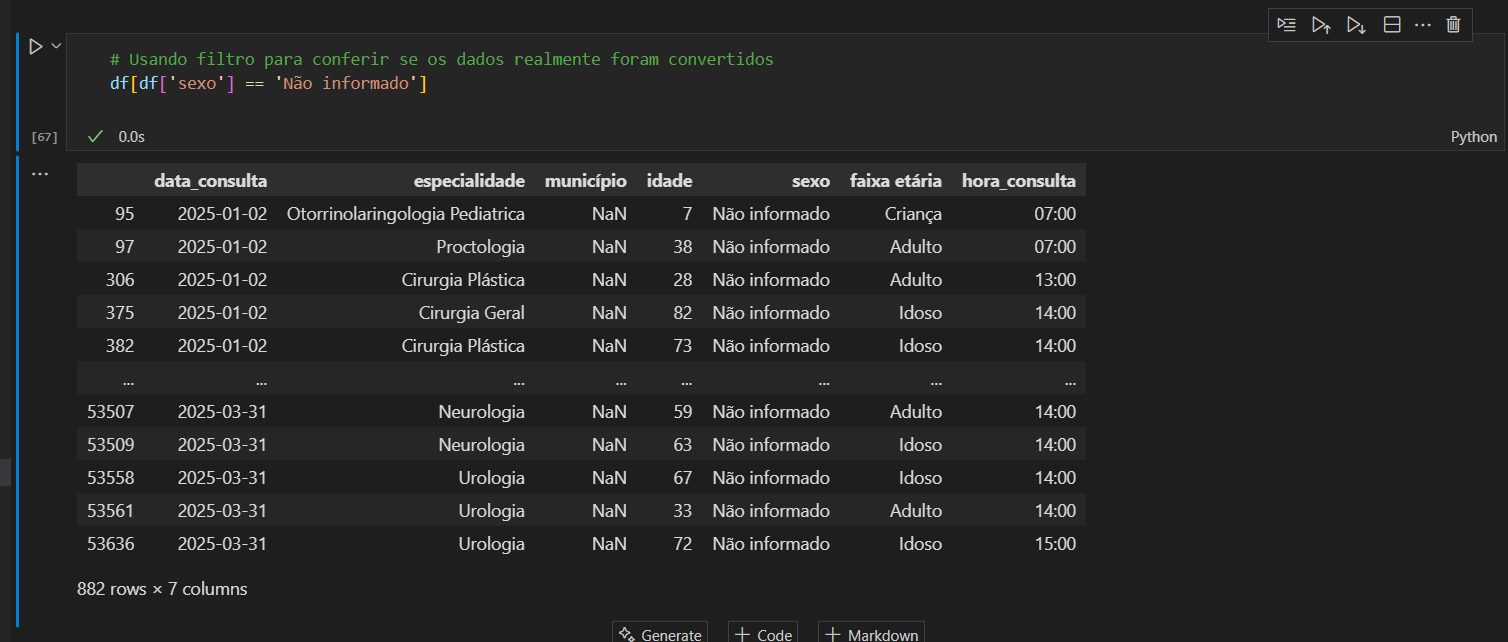 # Usando filtro para conferir se os dados realmente foram convertidos
df[df['sexo'] == 'Não informado']
[67]
0.0s
Python
...
data_consulta especialidade município idade sexo faixa etária hora_consulta
95 2025-01-02 Otorrinolaringologia Pediatrica NaN 7 Não informado Criança 07:00
97 2025-01-02 Proctologia NaN 38 Não informado Adulto 07:00
306 2025-01-02 Cirurgia Plástica NaN 28 Não informado Adulto 13:00
375 2025-01-02 Cirurgia Geral NaN 82 Não informado Idoso 14:00
382 2025-01-02 Cirurgia Plástica NaN 73 Não informado Idoso 14:00
... ... ... ... ... ... ... ...
53507 2025-03-31 Neurologia NaN 59 Não informado Adulto 14:00
53509 2025-03-31 Neurologia NaN 63 Não informado Idoso 14:00
53558 2025-03-31 Urologia NaN 67 Não informado Idoso 14:00
53561 2025-03-31 Urologia NaN 33 Não informado Adulto 14:00
53636 2025-03-31 Urologia NaN 72 Não informado Idoso 15:00
882 rows × 7 columns
Generate + Code + Markdown